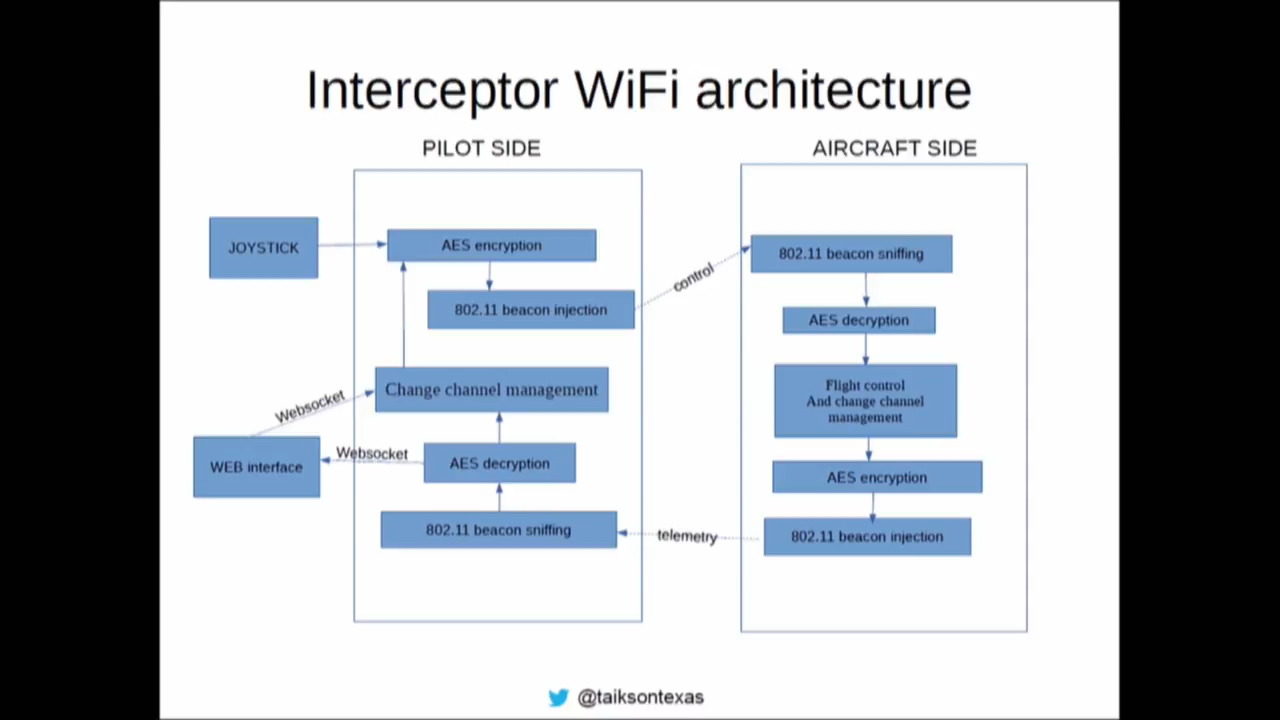 Interceptor WiFi architecture
PILOT SIDE
AIRCRAFT SIDE
JOYSTICK
AES encryption
802.11 beacon injection
Change channel management
AES decryption
802.11 beacon sniffing
WEB interface
Websocket
Websocket
control
telemetry
802.11 beacon sniffing
AES decryption
Flight control
And change channel
management
AES encryption
802.11 beacon injection
@taiksontexas